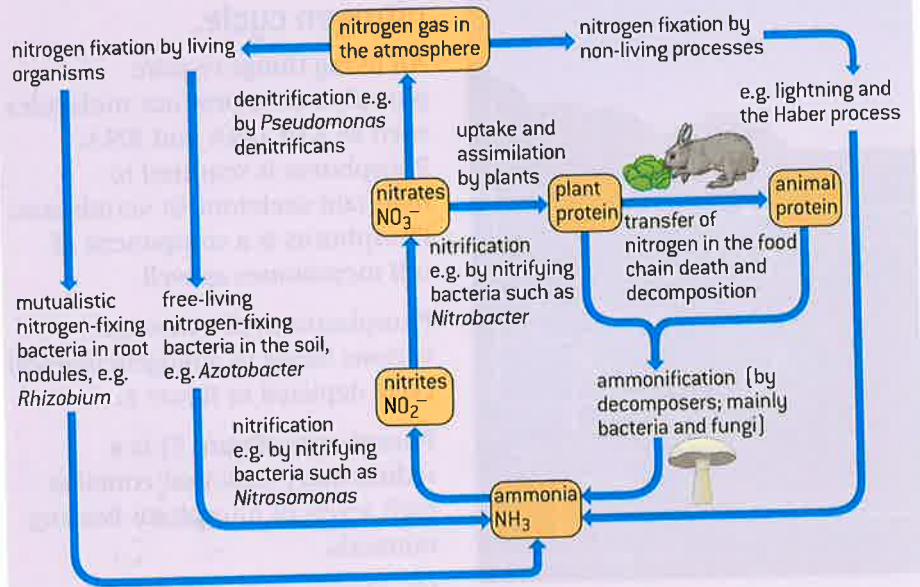 nitrogen gas in
the atmosphere
nitrogen fixation by living
organisms
nitrogen fixation by
non-living processes
denitrification e.g.
by Pseudomonas
denitrificans
e.g. lightning and
the Haber process
uptake and
assimilation
by plants
nitrates
NO₃⁻
plant
protein
animal
protein
transfer of
nitrogen in the food
chain death and
decomposition
nitrification
e.g. by nitrifying
bacteria such as
Nitrobacter
mutualistic
nitrogen-fixing
bacteria in root
nodules, e.g.
Rhizobium
free-living
nitrogen-fixing
bacteria in the soil,
e.g. Azotobacter
nitrites
NO₂⁻
ammonification (by
decomposers; mainly
bacteria and fungi)
nitrification
e.g. by nitrifying
bacteria such as
Nitrosomonas
ammonia
NH₃